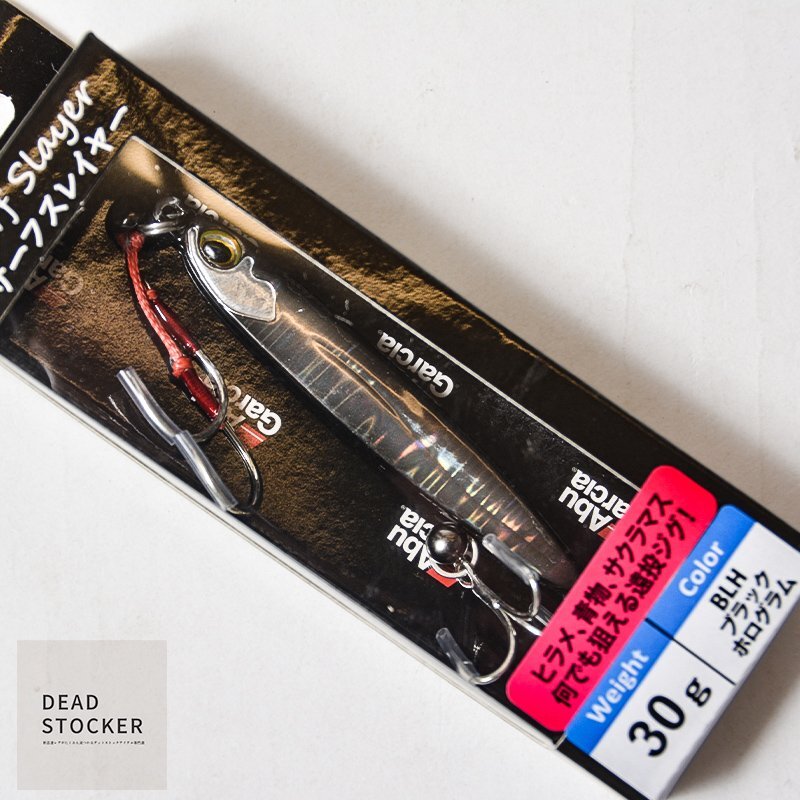 Slayer
サーフスレイヤー
Garcia
Garcia
Garcia
Abu
Garcia
Abu
Garcia
ヒラメ、青物、サクラマス
何でも狙える遠投ジグ!
Weight
30g
Color
BLH
ブラック
ホログラム
DEAD
STOCKER